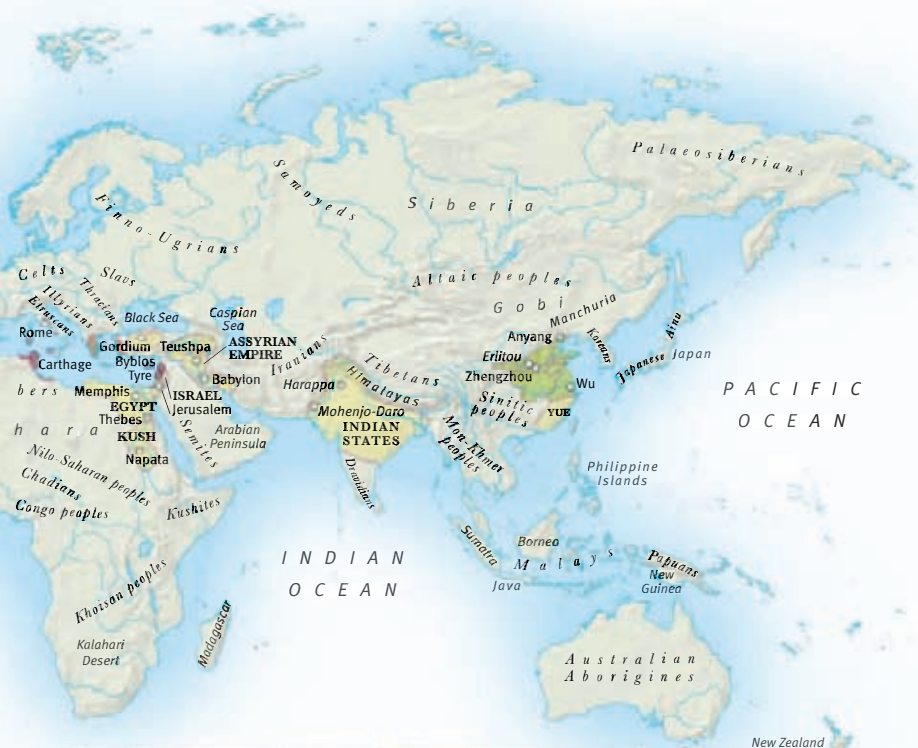 Palaeosiberians
Samoyeds
Siberia
Finno-Ugrians
Celts
Slavs
Altaic peoples
Thracians
Illyrians
Etruscans
Gobi
Manchuria
Black Sea
Caspian
Sea
Rome
Ainu
Anyang
Koreans
Gordium
Teushpa
ASSYRIAN
EMPIRE
Iranians
Erlitou
Japanese
Japan
Carthage
Byblos
Tyre
Tibetans
Zhengzhou
Wu
Babylon
Harappa
Himalayas
bers
Memphis
ISRAEL
Jerusalem
Sinitic
peoples
PACIFIC
OCEAN
EGYPT
Thebes
Mohenjo-Daro
YUE
INDIAN
STATES
hara
KUSH
Semites
Arabian
Peninsula
Mon-Khmer
peoples
Napata
Nilo-Saharan peoples
Chadians
Dravidians
Philippine
Islands
Congo peoples
Kushites
INDIAN
OCEAN
Sumatra
Borneo
Malays
Papuans
New
Guinea
Java
Khoisan peoples
Madagascar
Kalahari
Desert
Australian
Aborigines
New Zealand